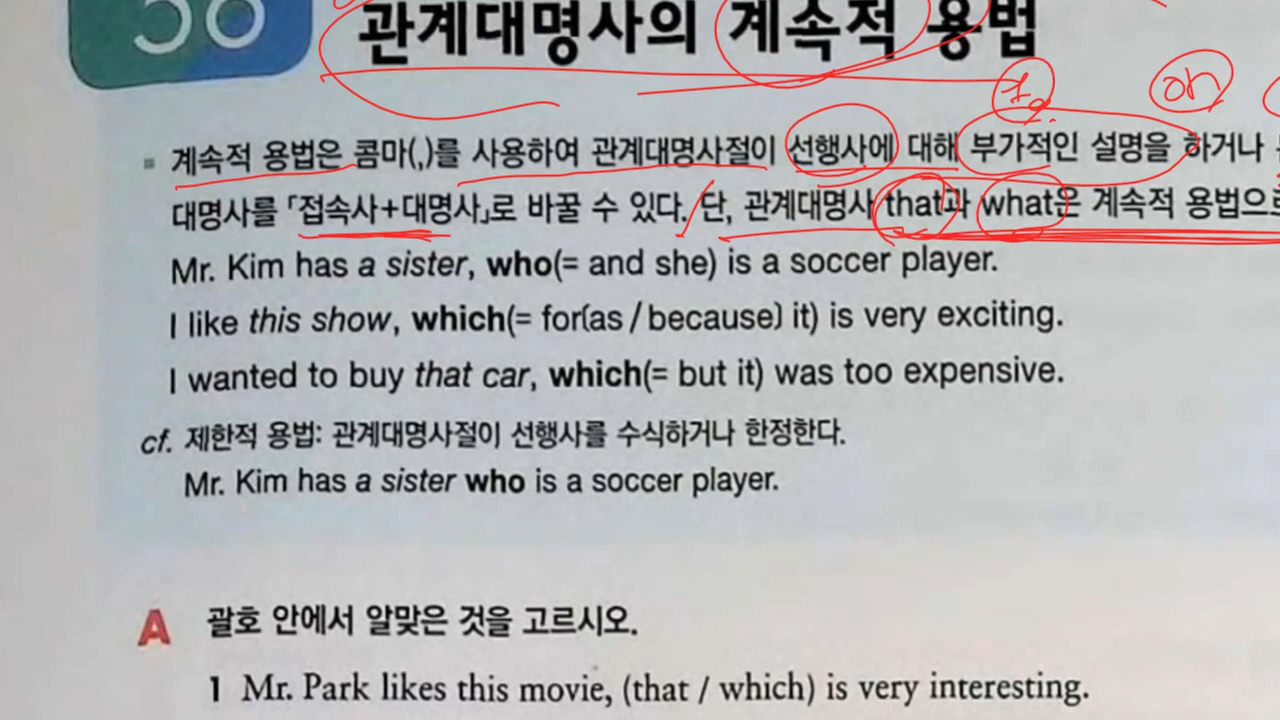 관계대명사의 계속적 용법
계속적 용법은 콤마(,)를 사용하여 관계대명사절이 선행사에 대해 부가적인 설명을 하거나
대명사를 「접속사+대명사」로 바꿀 수 있다. 단, 관계대명사 that과 what은 계속적 용법으로
Mr. Kim has a sister, who(= and she) is a soccer player.
I like this show, which(= for(as / because) it) is very exciting.
I wanted to buy that car, which(= but it) was too expensive.
cf. 제한적 용법: 관계대명사절이 선행사를 수식하거나 한정한다.
Mr. Kim has a sister who is a soccer player.
A 괄호 안에서 알맞은 것을 고르시오.
1 Mr. Park likes this movie, (that / which) is very interesting.